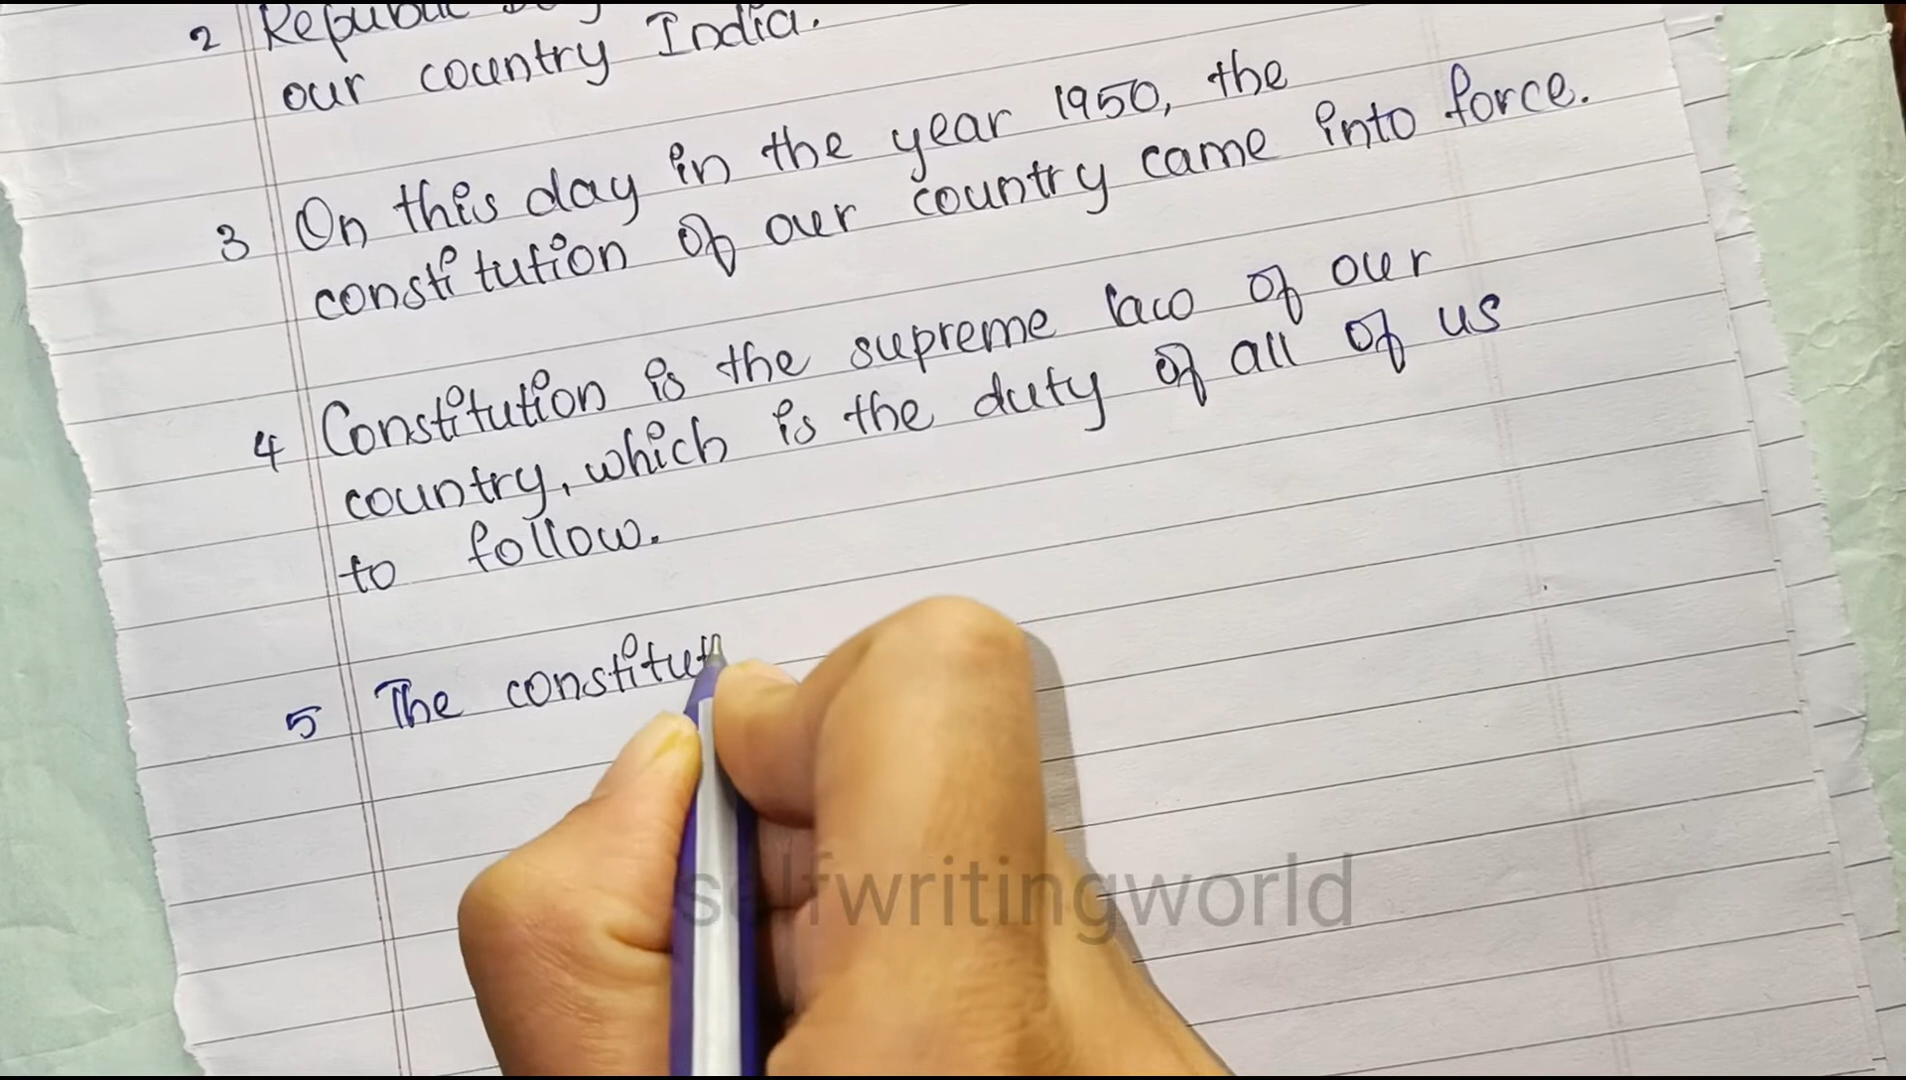 2 Republic
our country India.
3 On this day in the year 1950, the
constitution of our country came into force.
4 Constitution is the supreme law of our
country, which is the duty of all of us
to follow.
5 The constitut
selfwritingworld